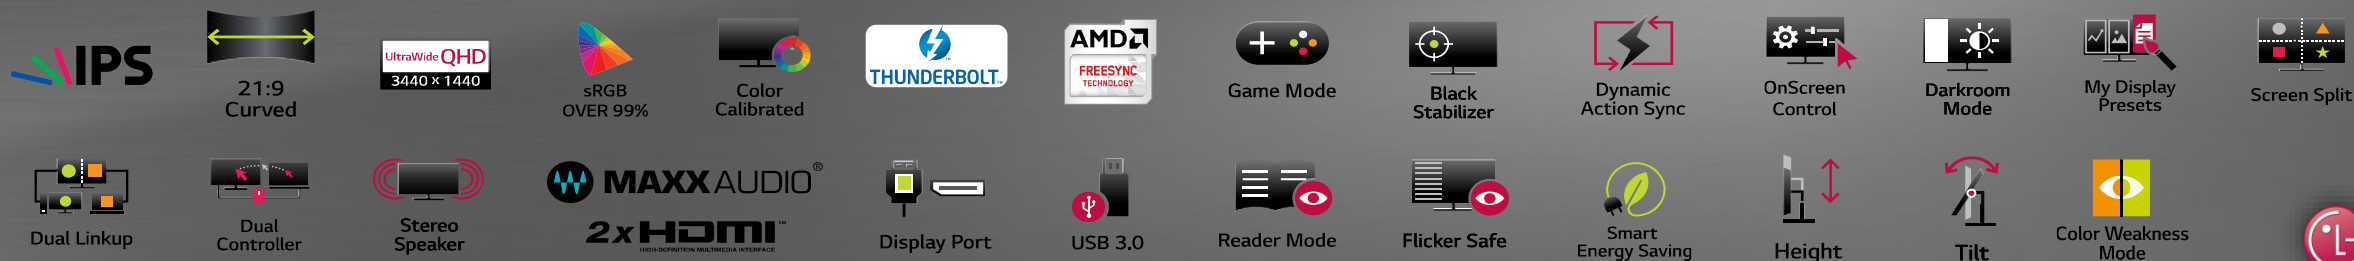 IPS
21:9
Curved
UltraWide QHD
3440 x 1440
sRGB
OVER 99%
Color
Calibrated
THUNDERBOLT™
AMD
FREESYNC
TECHNOLOGY
Game Mode
Black
Stabilizer
Dynamic
Action Sync
OnScreen
Control
Darkroom
Mode
My Display
Presets
Screen Split
Dual Linkup
Dual
Controller
Stereo
Speaker
MAXXAUDIO®
2x HDMI™
HIGH-DEFINITION MULTIMEDIA INTERFACE
Display Port
USB 3.0
Reader Mode
Flicker Safe
Smart
Energy Saving
Height
Tilt
Color Weakness
Mode